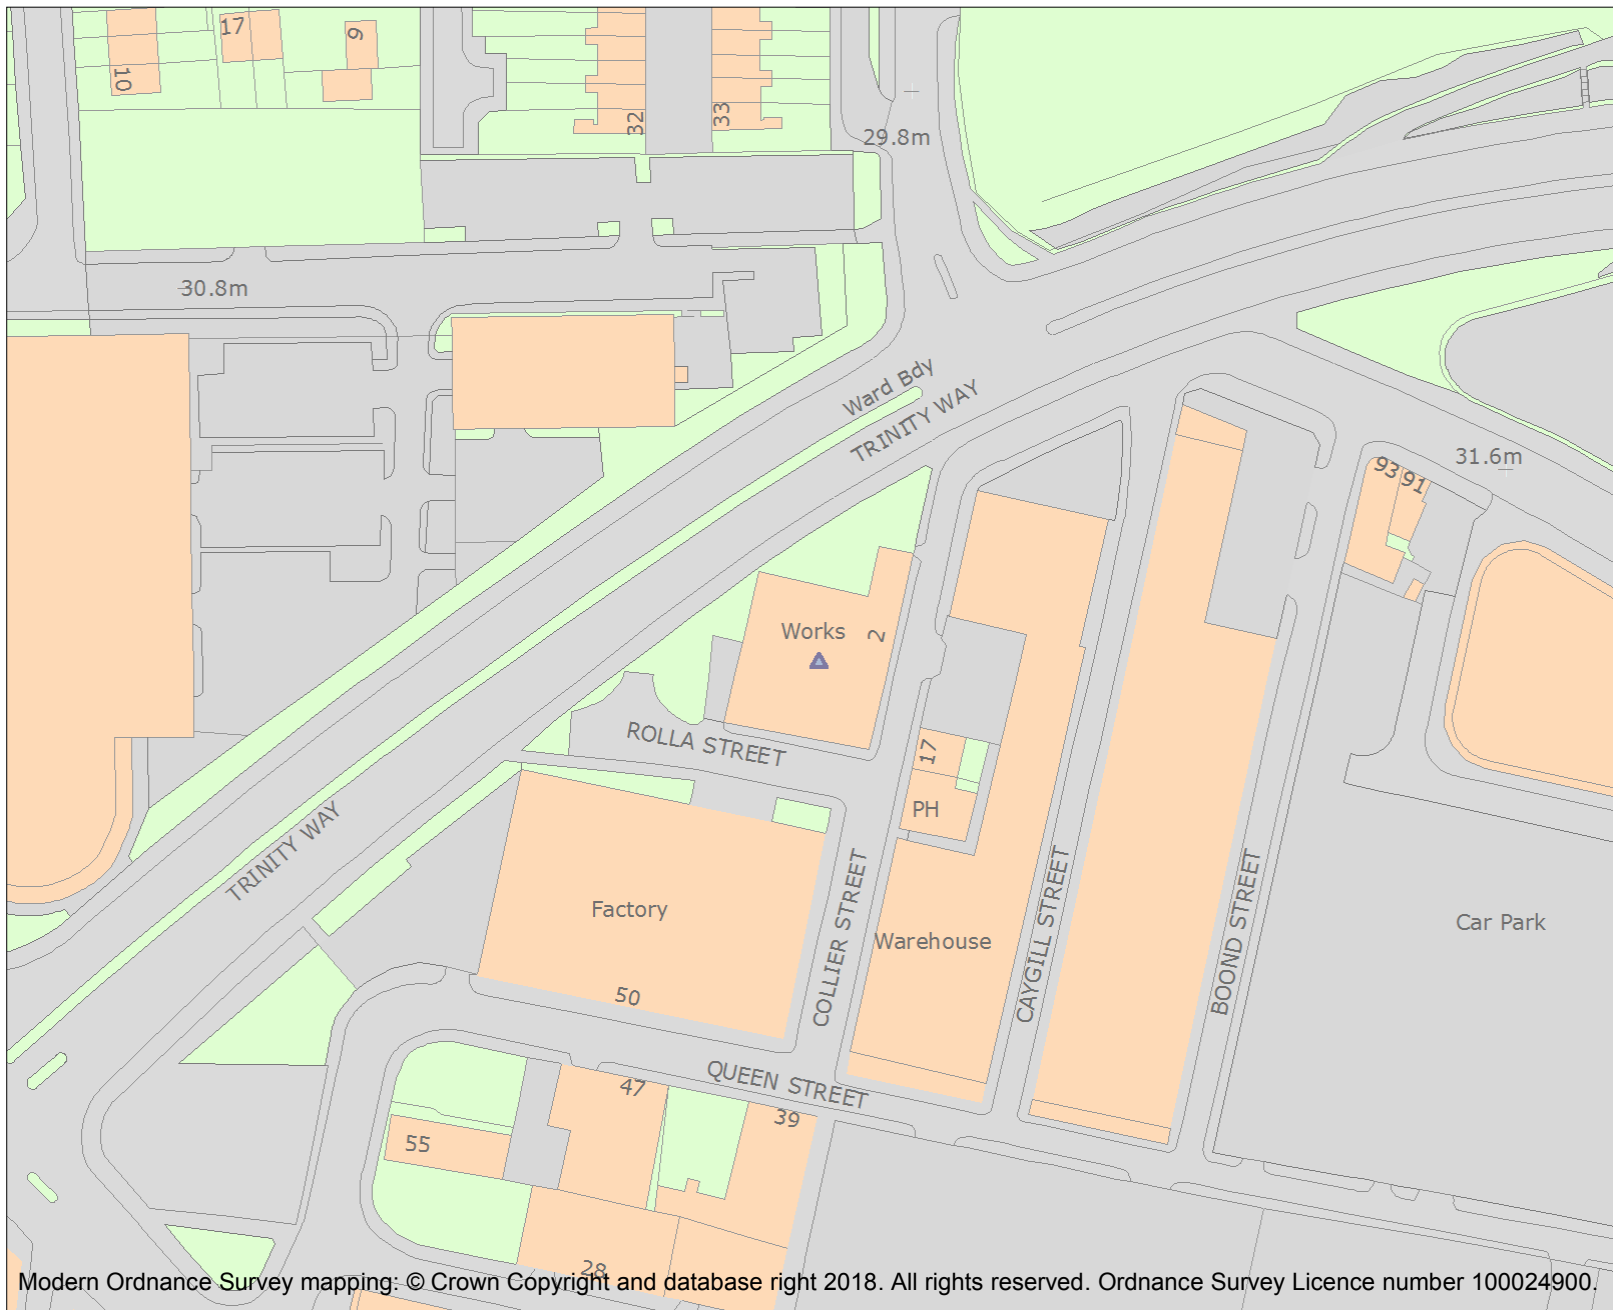 17
9
10
32
33
29.8m
30.8m
Ward Bdy
TRINITY WAY
31.6m
93
91
Works
2
ROLLA STREET
17
PH
TRINITY WAY
Factory
COLLIER STREET
Warehouse
CAYGILL STREET
BOOND STREET
Car Park
50
QUEEN STREET
47
39
55
28
Modern Ordnance Survey mapping: © Crown Copyright and database right 2018. All rights reserved. Ordnance Survey Licence number 100024900.